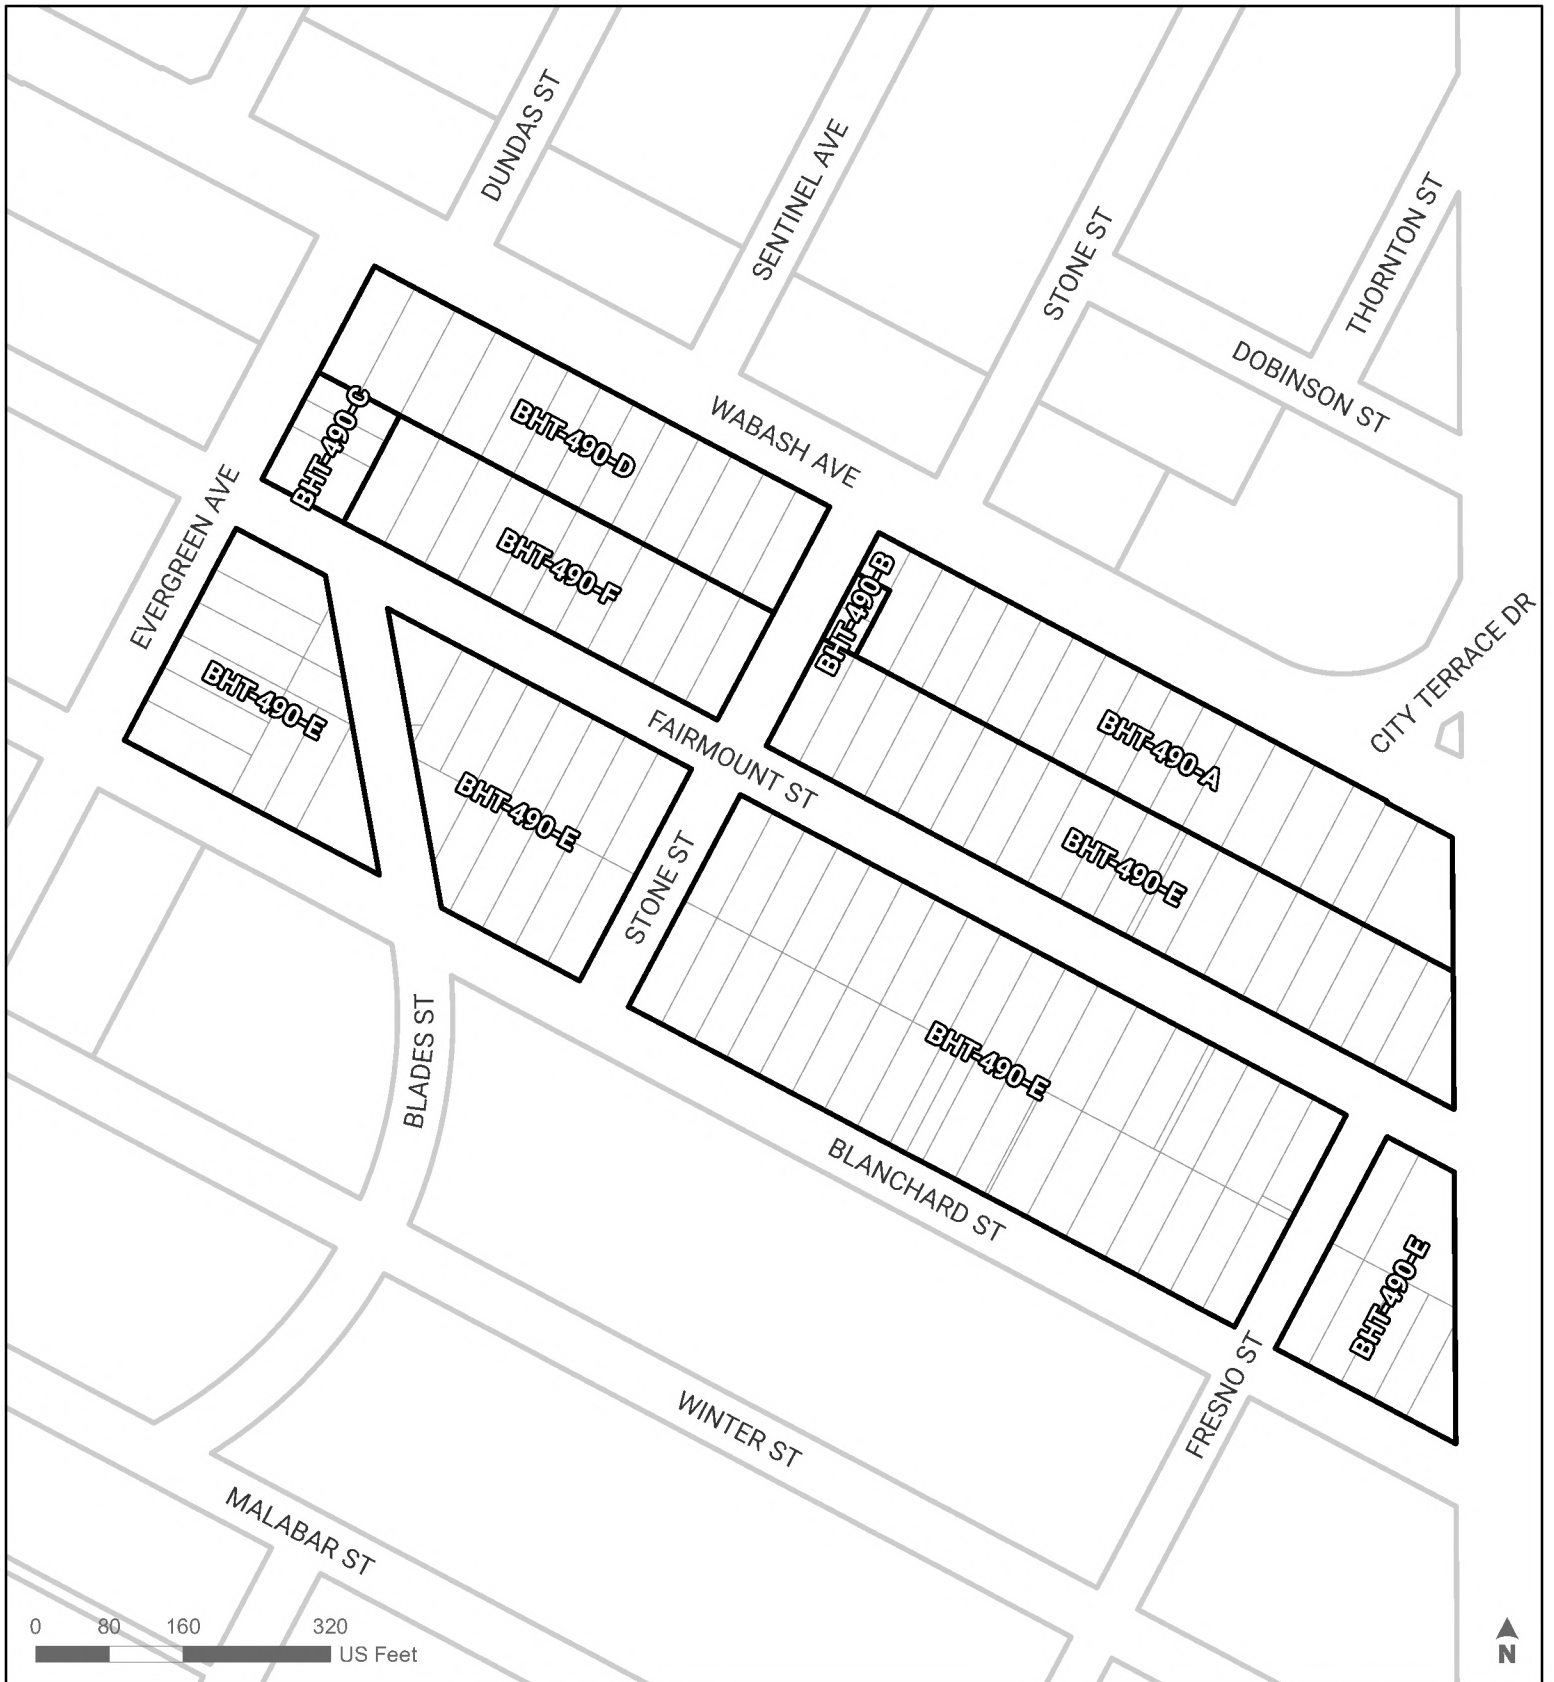 DUNDAS ST
SENTINEL AVE
STONE ST
THORNTON ST
DOBINSON ST
WABASH AVE
BHT-490-C
BHT-490-D
EVERGREEN AVE
BHT-490-F
BHT-490-B
CITY TERRACE DR
BHT-490-E
FAIRMOUNT ST
BHT-490-A
BHT-490-E
STONE ST
BHT-490-E
BLADES ST
BHT-490-E
BLANCHARD ST
BHT-490-E
FRESNO ST
WINTER ST
MALABAR ST
0 80 160 320
US Feet
N